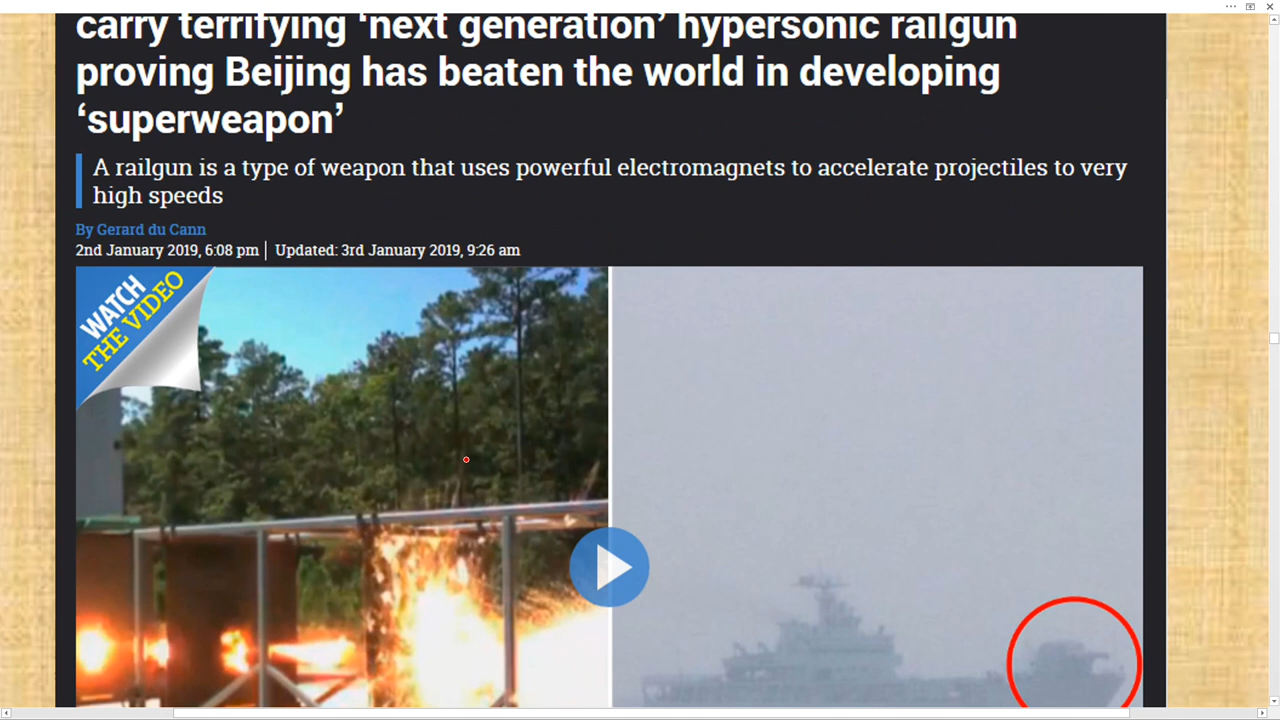 carry terrifying ‘next generation’ hypersonic railgun
proving Beijing has beaten the world in developing
‘superweapon’
A railgun is a type of weapon that uses powerful electromagnets to accelerate projectiles to very
high speeds
By Gerard du Cann
2nd January 2019, 6:08 pm | Updated: 3rd January 2019, 9:26 am
WATCH
THE VIDEO